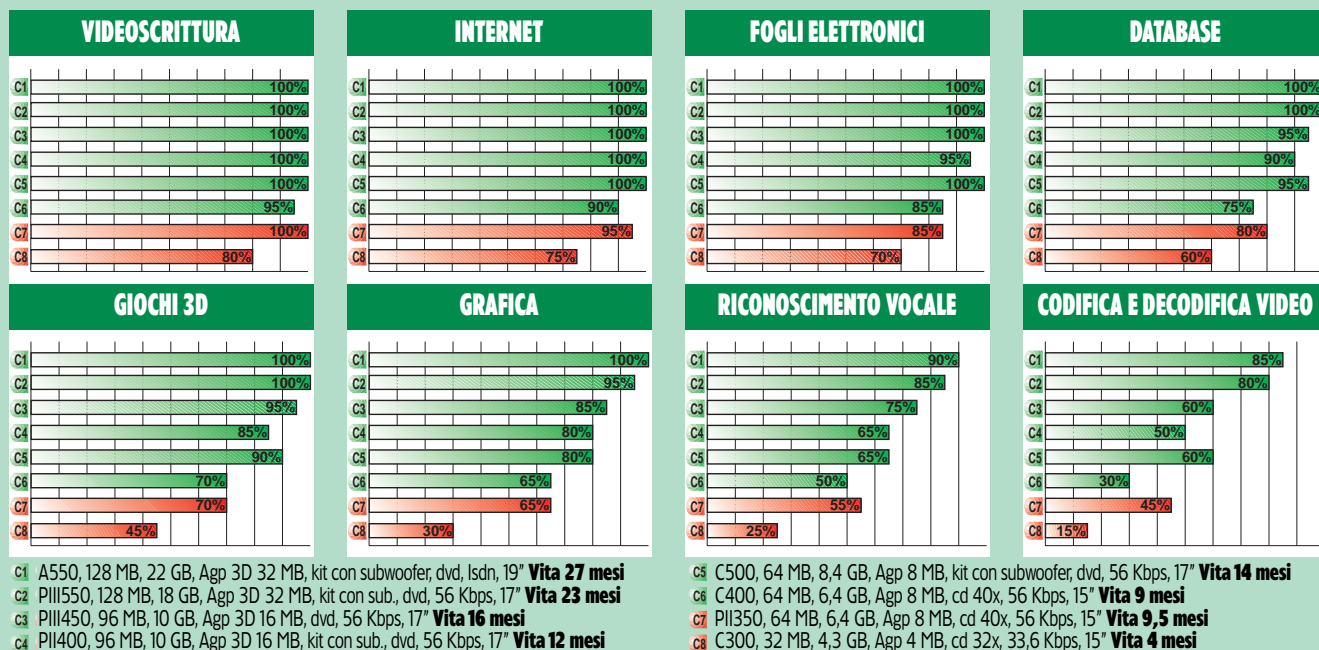 VIDEOSCRITTURA
C1 100%
C2 100%
C3 100%
C4 100%
C5 100%
C6 95%
C7 100%
C8 80%
INTERNET
C1 100%
C2 100%
C3 100%
C4 100%
C5 100%
C6 90%
C7 95%
C8 75%
FOGLI ELETTRONICI
C1 100%
C2 100%
C3 100%
C4 95%
C5 100%
C6 85%
C7 85%
C8 70%
DATABASE
C1 100%
C2 100%
C3 95%
C4 90%
C5 95%
C6 75%
C7 80%
C8 60%
GIOCHI 3D
C1 100%
C2 100%
C3 95%
C4 85%
C5 90%
C6 70%
C7 70%
C8 45%
GRAFICA
C1 100%
C2 95%
C3 85%
C4 80%
C5 80%
C6 65%
C7 65%
C8 30%
RICONOSCIMENTO VOCALE
C1 90%
C2 85%
C3 75%
C4 65%
C5 65%
C6 50%
C7 55%
C8 25%
CODIFICA E DECODIFICA VIDEO
C1 85%
C2 80%
C3 60%
C4 50%
C5 60%
C6 30%
C7 45%
C8 15%
C1 A550, 128 MB, 22 GB, Agp 3D 32 MB, kit con subwoofer, dvd, Isdn, 19" Vita 27 mesi
C2 PIII550, 128 MB, 18 GB, Agp 3D 32 MB, kit con sub., dvd, 56 Kbps, 17" Vita 23 mesi
C3 PIII450, 96 MB, 10 GB, Agp 3D 16 MB, dvd, 56 Kbps, 17" Vita 16 mesi
C4 PII400, 96 MB, 10 GB, Agp 3D 16 MB, kit con sub., dvd, 56 Kbps, 17" Vita 12 mesi
C5 C500, 64 MB, 8,4 GB, Agp 8 MB, kit con subwoofer, dvd, 56 Kbps, 17" Vita 14 mesi
C6 C400, 64 MB, 6,4 GB, Agp 8 MB, cd 40x, 56 Kbps, 15" Vita 9 mesi
C7 PII350, 64 MB, 6,4 GB, Agp 8 MB, cd 40x, 56 Kbps, 15" Vita 9,5 mesi
C8 C300, 32 MB, 4,3 GB, Agp 4 MB, cd 32x, 33,6 Kbps, 15" Vita 4 mesi